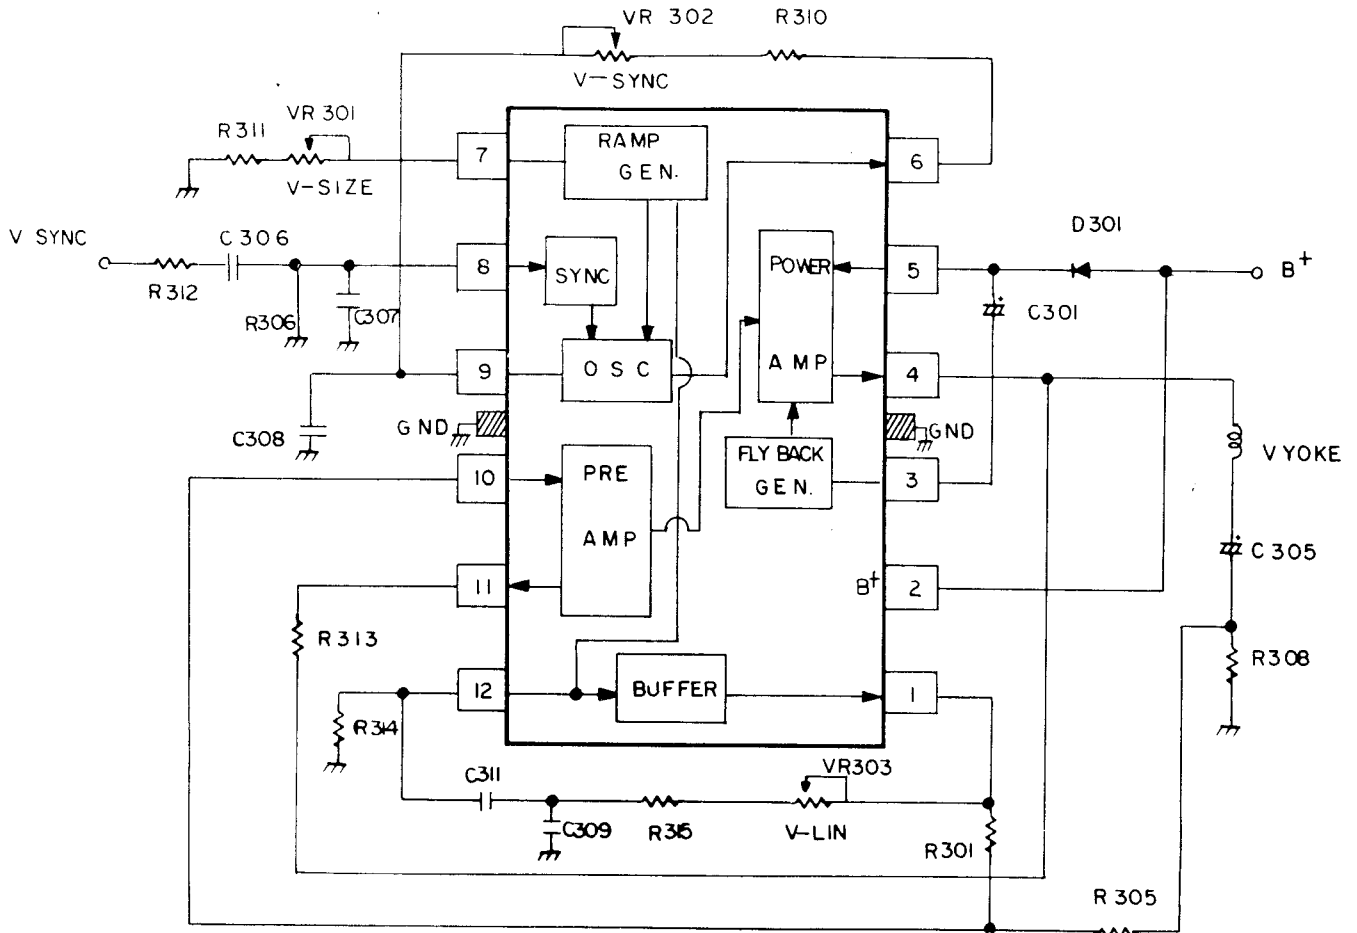 VR 302
R310
V-SYNC
R311
VR 301
V-SIZE
7
RAMP
GEN.
6
V SYNC
C306
R312
R306
C307
8
SYNC
POWER
AMP
5
D301
B+
C301
9
OSC
4
C308
GND
GND
V YOKE
10
PRE
AMP
FLY BACK
GEN.
3
C305
11
B+
2
R313
R308
12
BUFFER
1
R314
C311
VR303
C309
R315
V-LIN
R301
R305